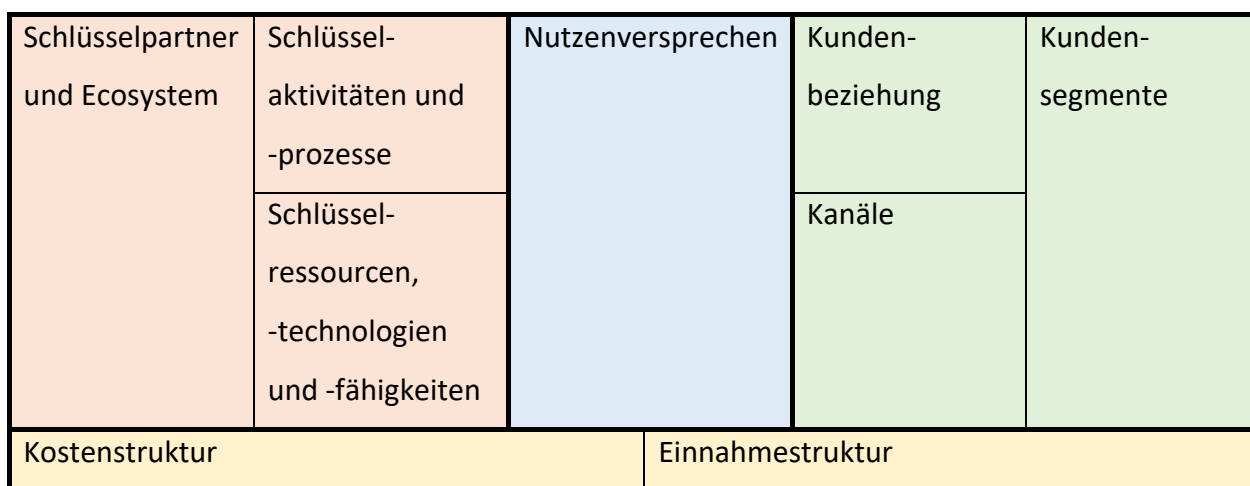 Schlüsselpartner
und Ecosystem
Schlüssel-
aktivitäten und
-prozesse
Schlüssel-
ressourcen,
-technologien
und -fähigkeiten
Nutzenversprechen
Kunden-
beziehung
Kanäle
Kunden-
segmente
Kostenstruktur
Einnahmestruktur